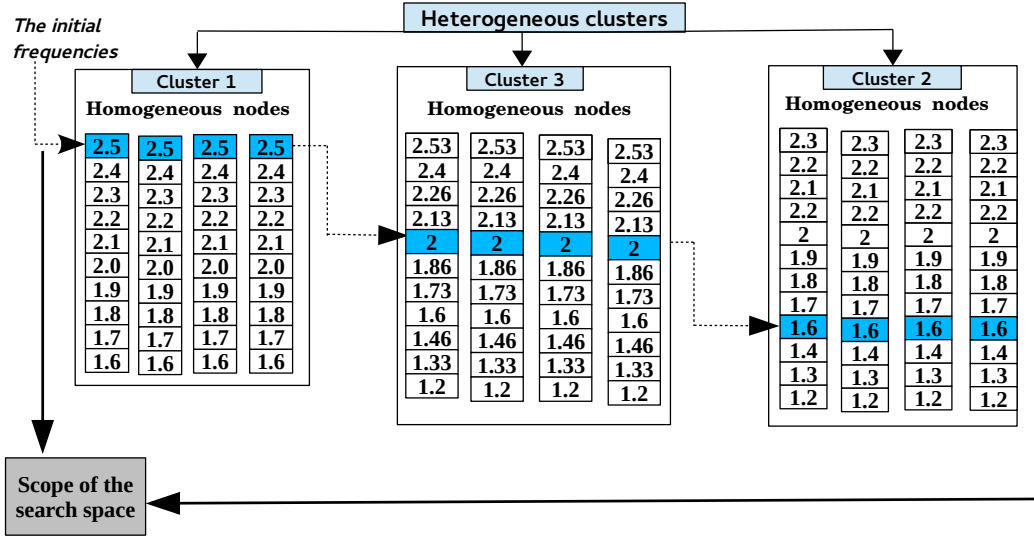 Heterogeneous clusters
The initial
frequencies
Cluster 1
Homogeneous nodes
2.5 2.5 2.5 2.5
2.4 2.4 2.4 2.4
2.3 2.3 2.3 2.3
2.2 2.2 2.2 2.2
2.1 2.1 2.1 2.1
2.0 2.0 2.0 2.0
1.9 1.9 1.9 1.9
1.8 1.8 1.8 1.8
1.7 1.7 1.7 1.7
1.6 1.6 1.6 1.6
Cluster 3
Homogeneous nodes
2.53 2.53 2.53 2.53
2.4 2.4 2.4 2.4
2.26 2.26 2.26 2.26
2.13 2.13 2.13 2.13
2 2 2 2
1.86 1.86 1.86 1.86
1.73 1.73 1.73 1.73
1.6 1.6 1.6 1.6
1.46 1.46 1.46 1.46
1.33 1.33 1.33 1.33
1.2 1.2 1.2 1.2
Cluster 2
Homogeneous nodes
2.3 2.3 2.3 2.3
2.2 2.2 2.2 2.2
2.1 2.1 2.1 2.1
2.2 2.2 2.2 2.2
2 2 2 2
1.9 1.9 1.9 1.9
1.8 1.8 1.8 1.8
1.7 1.7 1.7 1.7
1.6 1.6 1.6 1.6
1.4 1.4 1.4 1.4
1.3 1.3 1.3 1.3
1.2 1.2 1.2 1.2
Scope of the
search space